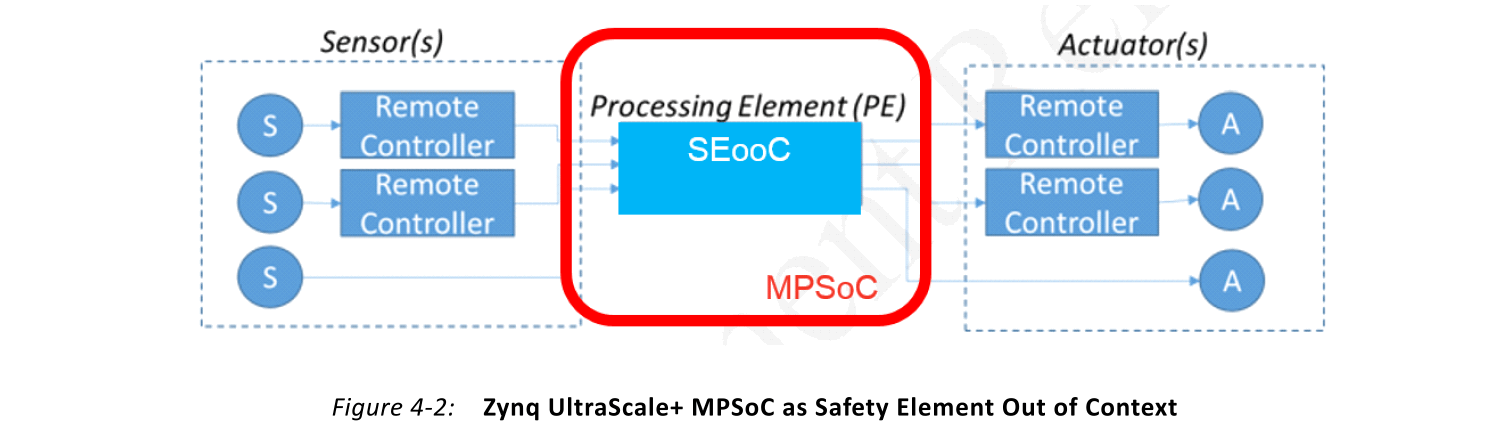 Sensor(s)
Actuator(s)
Processing Element (PE)
S
Remote
Controller
SEooC
Remote
Controller
A
S
Remote
Controller
Remote
Controller
A
S
MPSoC
A
Figure 4-2: Zynq UltraScale+ MPSoC as Safety Element Out of Context